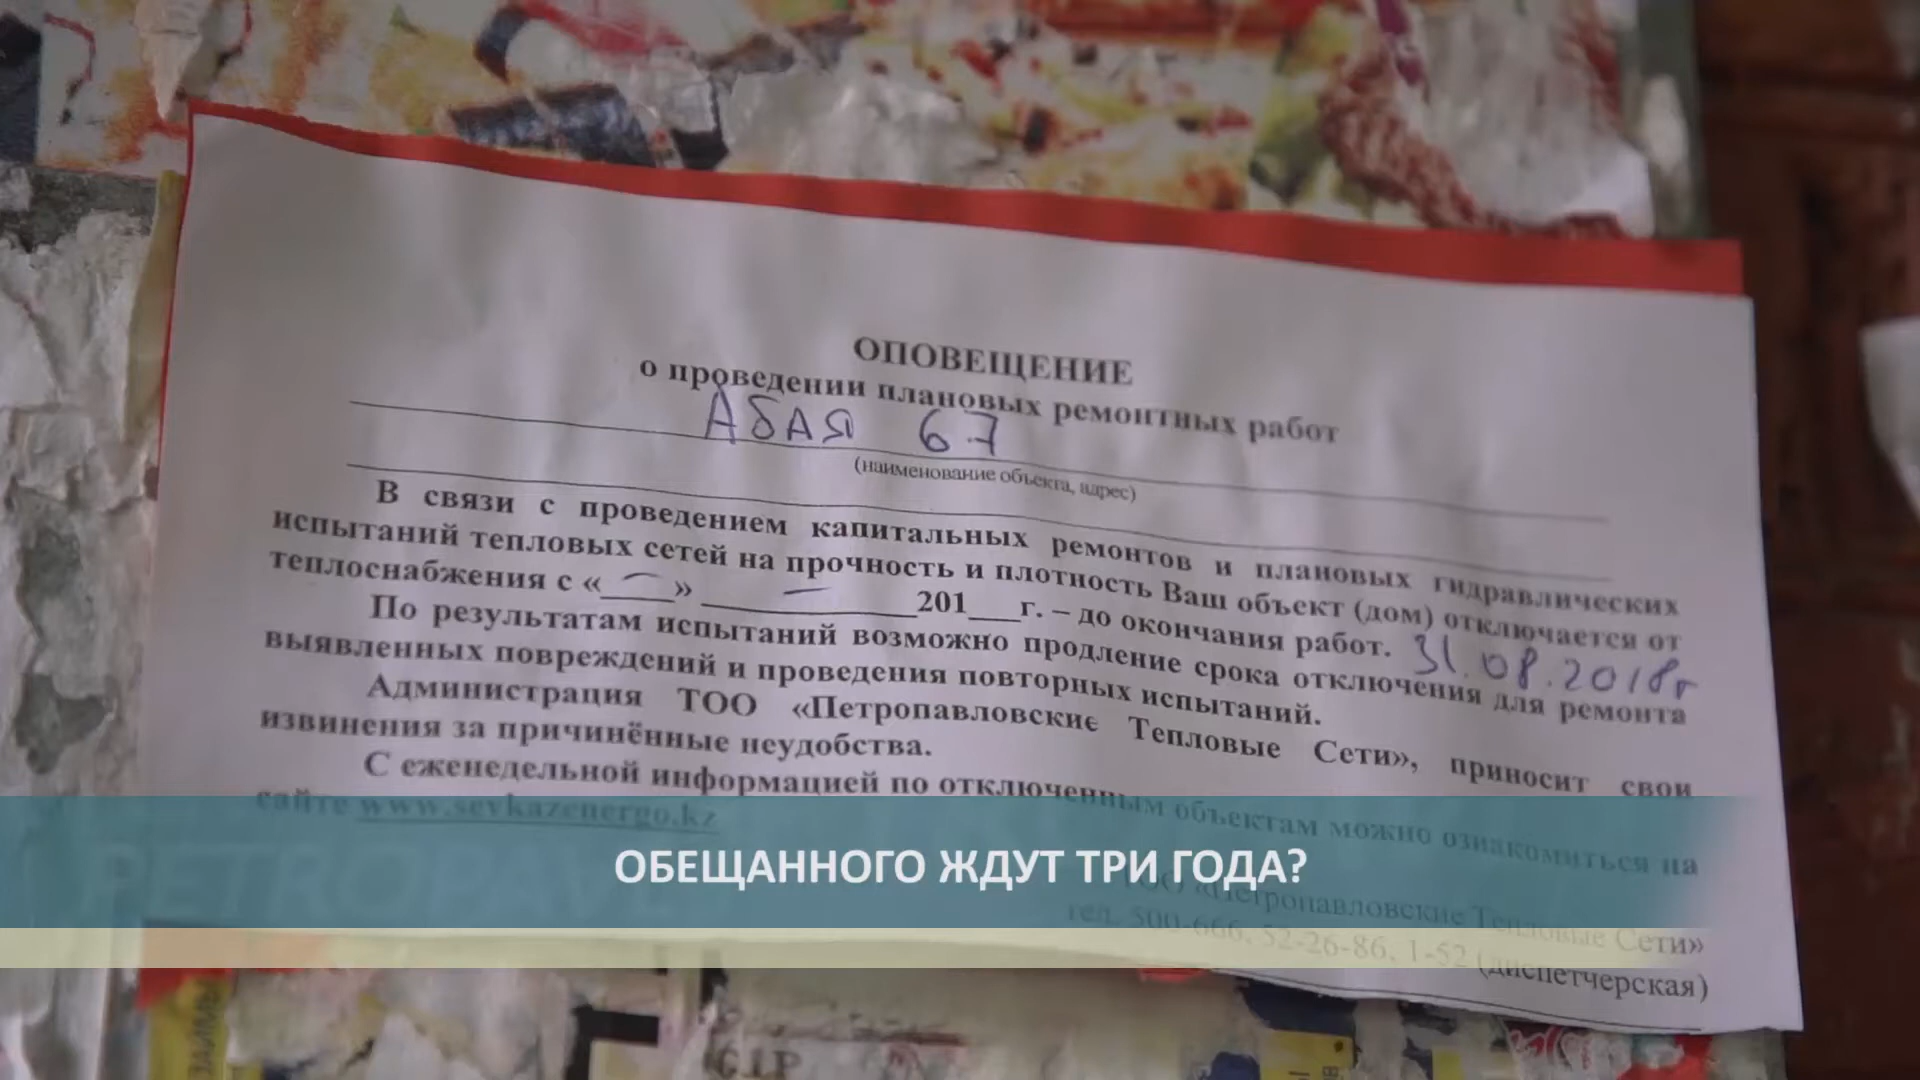 ОПОВЕЩЕНИЕ
о проведении плановых ремонтных работ
АБАЯ 67
(наименование объекта, адрес)
В связи с проведением капитальных ремонтов и плановых гидравлических
испытаний тепловых сетей на прочность и плотность Ваш объект (дом) отключается от
теплоснабжения с «____» ____________201___г. – до окончания работ. 31.08.2018г
По результатам испытаний возможно продление срока отключения для ремонта
выявленных повреждений и проведения повторных испытаний.
Администрация ТОО «Петропавловские Тепловые Сети», приносит свои
извинения за причинённые неудобства.
С еженедельной информацией по отключенным объектам можно ознакомиться на
сайте www.sevkazenergo.kz
ОБЕЩАННОГО ЖДУТ ТРИ ГОДА?
ТОО «Петропавловские Тепловые Сети»
тел. 500-666, 52-26-86, 1-52 (диспетчерская)